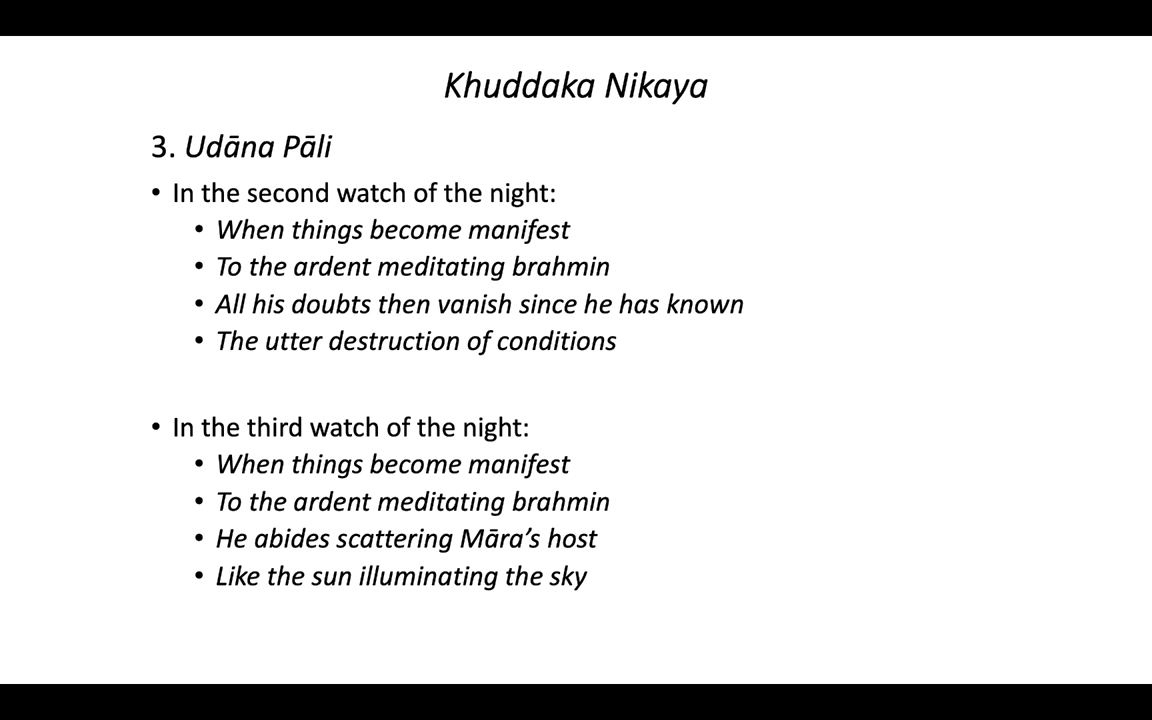 Khuddaka Nikaya
3. Udāna Pāli
• In the second watch of the night:
• When things become manifest
• To the ardent meditating brahmin
• All his doubts then vanish since he has known
• The utter destruction of conditions
• In the third watch of the night:
• When things become manifest
• To the ardent meditating brahmin
• He abides scattering Māra’s host
• Like the sun illuminating the sky